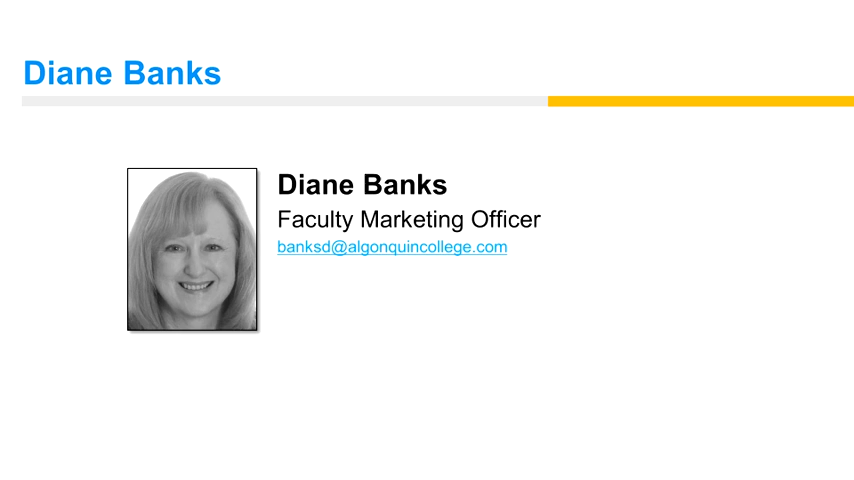 Diane Banks
Diane Banks
Faculty Marketing Officer
banksd@algonquincollege.com